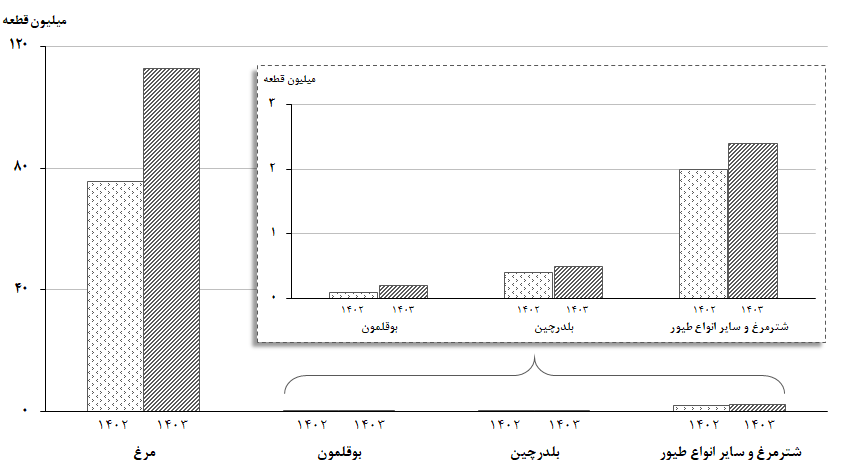 میلیون قطعه
۱۲۰
۸۰
۴۰
۰
میلیون قطعه
۳
۲
۱
۰
۱۴۰۲ ۱۴۰۳ ۱۴۰۲ ۱۴۰۳ ۱۴۰۲ ۱۴۰۳
بوقلمون بلدرچین شترمرغ و سایر انواع طیور
۱۴۰۲ ۱۴۰۳ ۱۴۰۲ ۱۴۰۳ ۱۴۰۲ ۱۴۰۳ ۱۴۰۲ ۱۴۰۳
مرغ بوقلمون بلدرچین شترمرغ و سایر انواع طیور